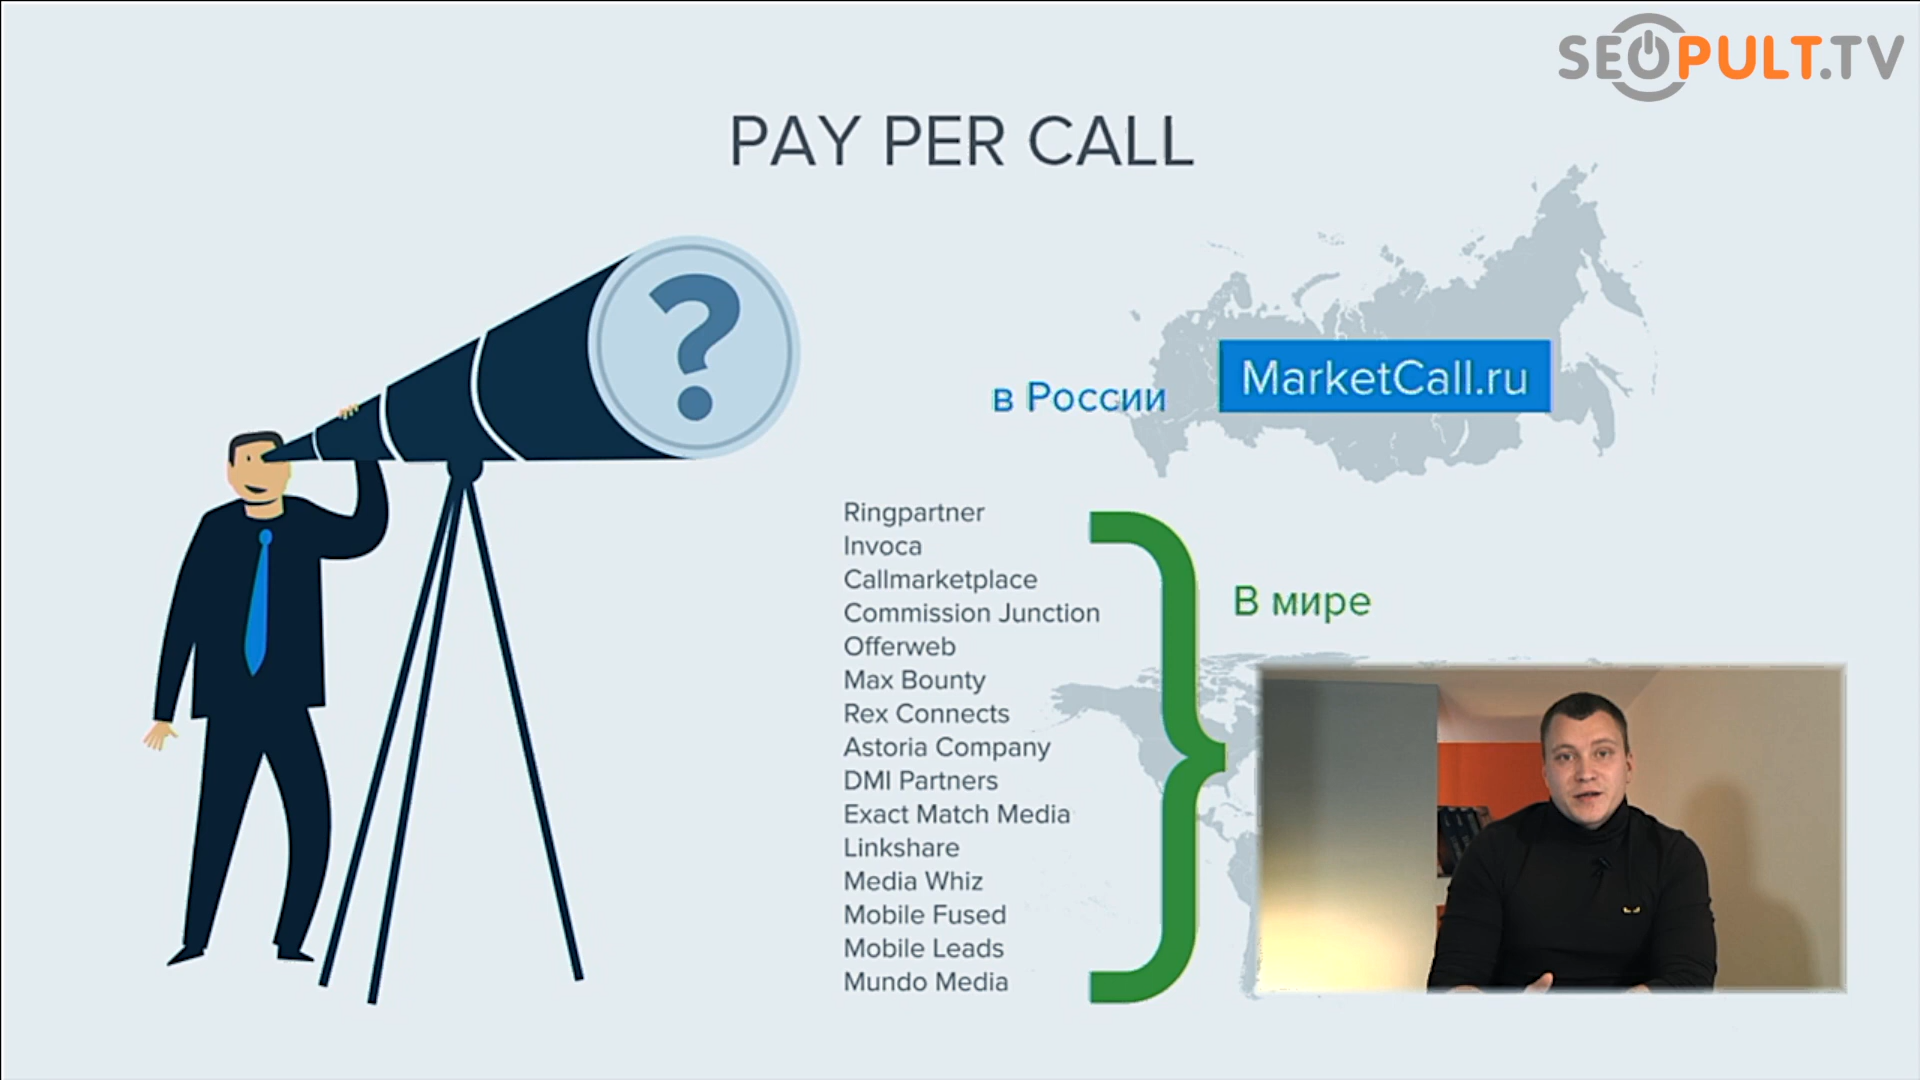 SEOPULT.TV
PAY PER CALL
?
в России
MarketCall.ru
Ringpartner
Invoca
Callmarketplace
Commission Junction
Offerweb
Max Bounty
Rex Connects
Astoria Company
DMI Partners
Exact Match Media
Linkshare
Media Whiz
Mobile Fused
Mobile Leads
Mundo Media
В мире